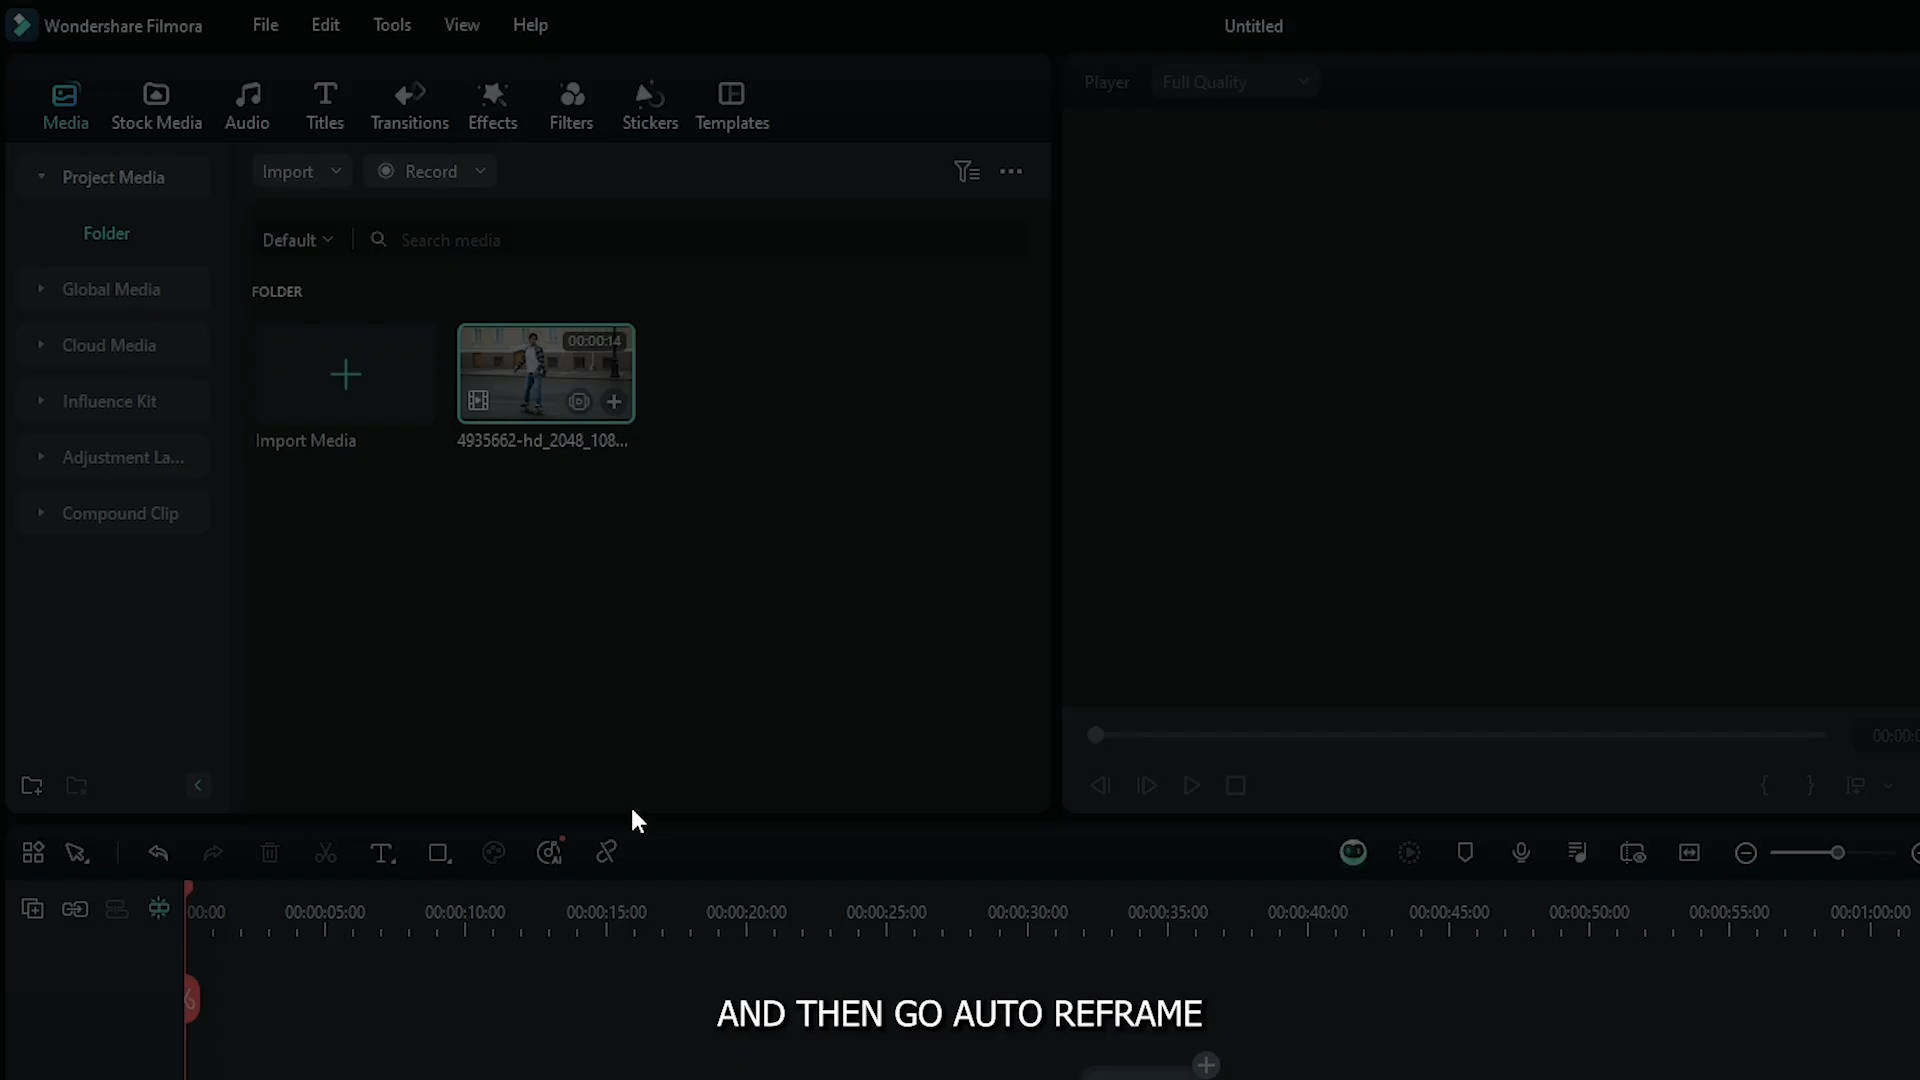 Wondershare Filmora File Edit Tools View Help Untitled
Media Stock Media Audio Titles Transitions Effects Filters Stickers Templates
Player Full Quality
Project Media
Folder
Global Media
Cloud Media
Influence Kit
Adjustment La...
Compound Clip
Import Record
Default Search media
FOLDER
00:00:14
Import Media 4935662-hd_2048_108...
00:00 00:00:05:00 00:00:10:00 00:00:15:00 00:00:20:00 00:00:25:00 00:00:30:00 00:00:35:00 00:00:40:00 00:00:45:00 00:00:50:00 00:00:55:00 00:01:00:00
AND THEN GO AUTO REFRAME